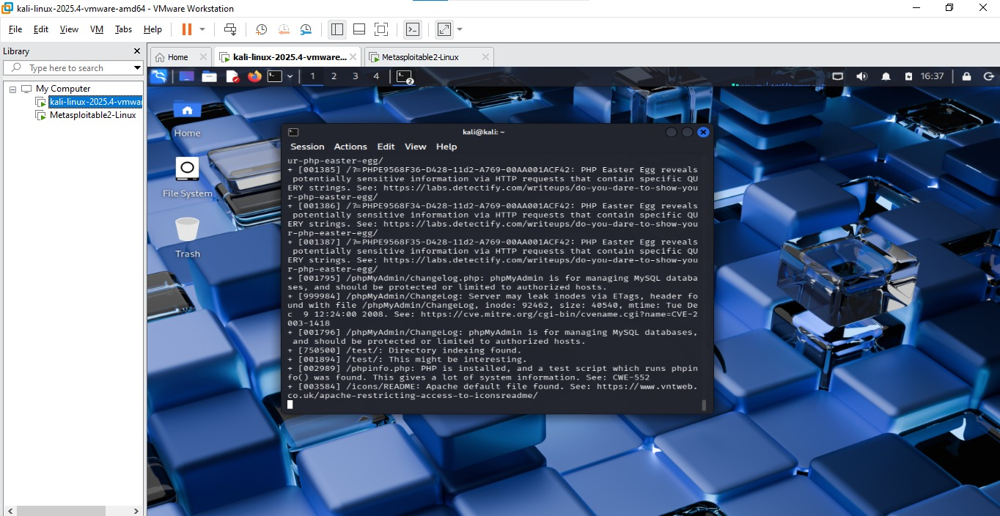 kali-linux-2025.4-vmware-amd64 - VMware Workstation
File Edit View VM Tabs Help
Library
Type here to search
My Computer
kali-linux-2025.4-vmwar
Metasploitable2-Linux
Home
kali-linux-2025.4-vmware...
Metasploitable2-Linux
1 2 3 4
2
16:37
Home
File System
Trash
kali@kali: ~
Session Actions Edit View Help
ur-php-easter-egg/
+ [001385] /?=PHPE9568F36-D428-11d2-A769-00AA001ACF42: PHP Easter Egg reveals
potentially sensitive information via HTTP requests that contain specific QU
ERY strings. See: https://labs.detectify.com/writeups/do-you-dare-to-show-you
r-php-easter-egg/
+ [001386] /?=PHPE9568F34-D428-11d2-A769-00AA001ACF42: PHP Easter Egg reveals
potentially sensitive information via HTTP requests that contain specific QU
ERY strings. See: https://labs.detectify.com/writeups/do-you-dare-to-show-you
r-php-easter-egg/
+ [001387] /?=PHPE9568F35-D428-11d2-A769-00AA001ACF42: PHP Easter Egg reveals
potentially sensitive information via HTTP requests that contain specific QU
ERY strings. See: https://labs.detectify.com/writeups/do-you-dare-to-show-you
r-php-easter-egg/
+ [001795] /phpMyAdmin/changelog.php: phpMyAdmin is for managing MySQL databa
ses, and should be protected or limited to authorized hosts.
+ [999984] /phpMyAdmin/ChangeLog: Server may leak inodes via ETags, header fo
und with file /phpMyAdmin/ChangeLog, inode: 92462, size: 40540, mtime: Tue De
c  9 12:24:00 2008. See: https://cve.mitre.org/cgi-bin/cvename.cgi?name=CVE-2
003-1418
+ [001796] /phpMyAdmin/ChangeLog: phpMyAdmin is for managing MySQL databases,
and should be protected or limited to authorized hosts.
+ [750500] /test/: Directory indexing found.
+ [001894] /test/: This might be interesting.
+ [002989] /phpinfo.php: PHP is installed, and a test script which runs phpin
fo() was found. This gives a lot of system information. See: CWE-552
+ [003584] /icons/README: Apache default file found. See: https://www.vntweb.
co.uk/apache-restricting-access-to-iconsreadme/